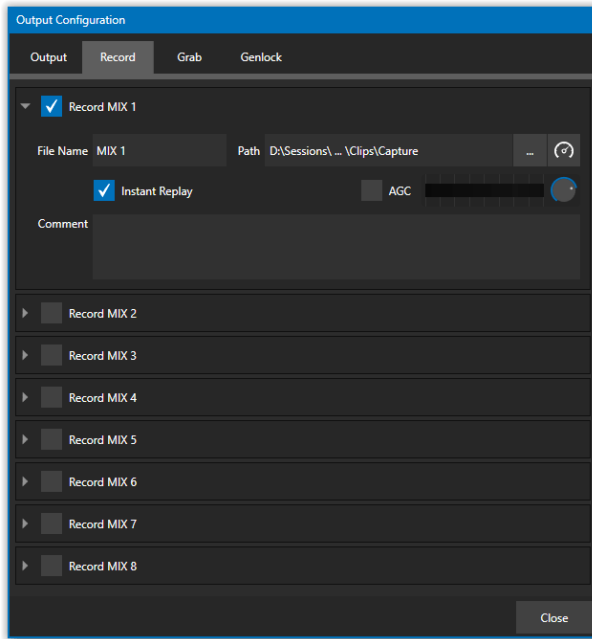 Output Configuration
Output Record Grab Genlock
Record MIX 1
File Name MIX 1 Path D:\Sessions\ ... \Clips\Capture ...
Instant Replay AGC
Comment
Record MIX 2
Record MIX 3
Record MIX 4
Record MIX 5
Record MIX 6
Record MIX 7
Record MIX 8
Close